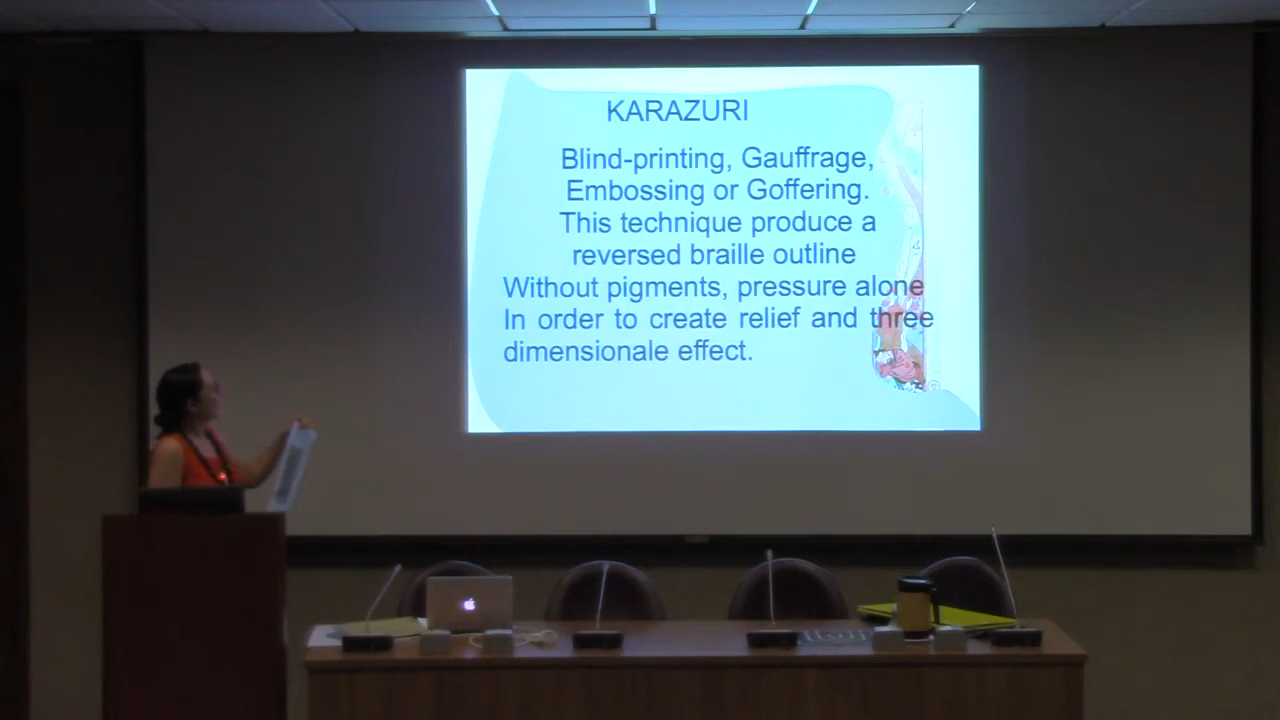 KARAZURI
Blind-printing, Gauffrage,
Embossing or Goffering.
This technique produce a
reversed braille outline
Without pigments, pressure alone
In order to create relief and three
dimensionale effect.